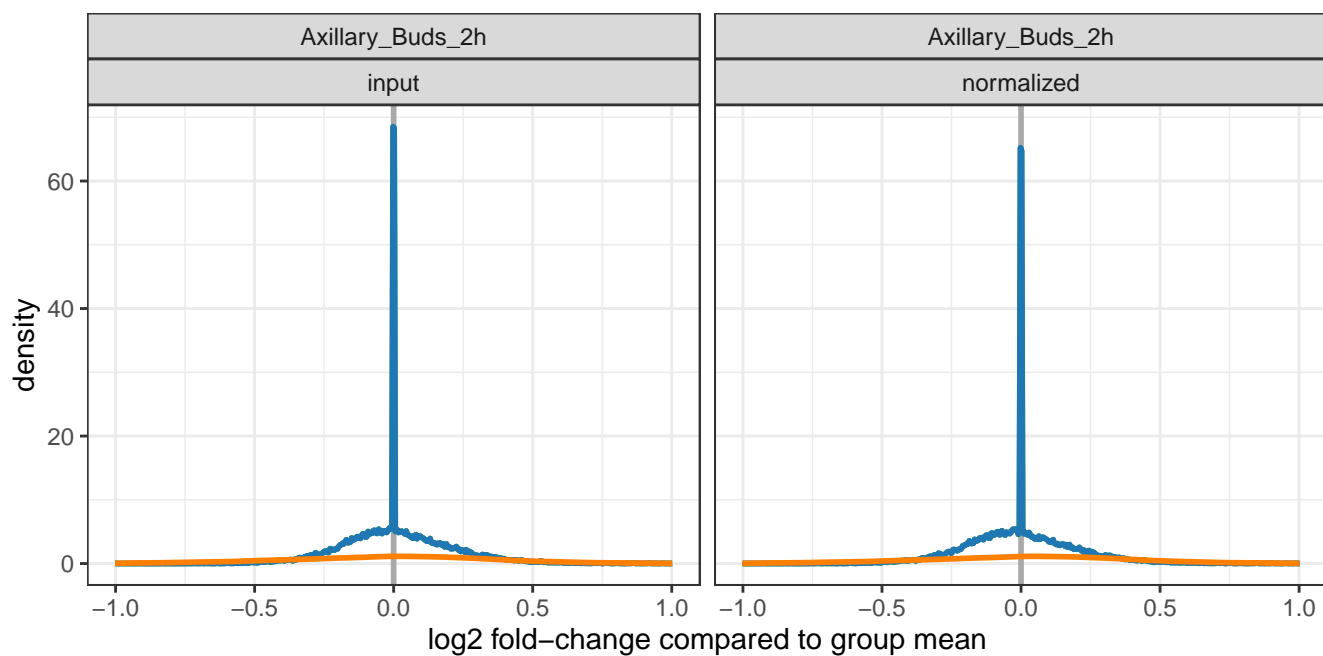 Axillary_Buds_2h
input
Axillary_Buds_2h
normalized
density
60
40
20
0
−1.0 −0.5 0.0 0.5 1.0
−1.0 −0.5 0.0 0.5 1.0
log2 fold−change compared to group mean